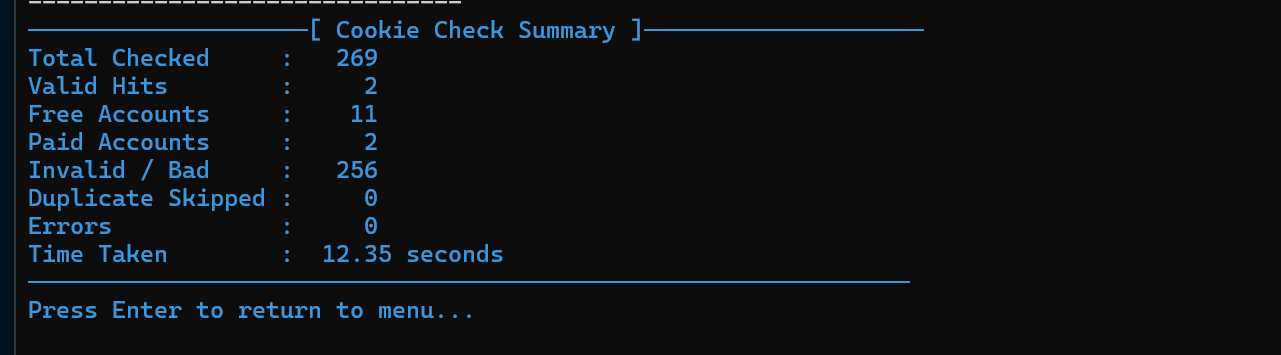 [ Cookie Check Summary ]
Total Checked : 269
Valid Hits : 2
Free Accounts : 11
Paid Accounts : 2
Invalid / Bad : 256
Duplicate Skipped : 0
Errors : 0
Time Taken : 12.35 seconds
Press Enter to return to menu...